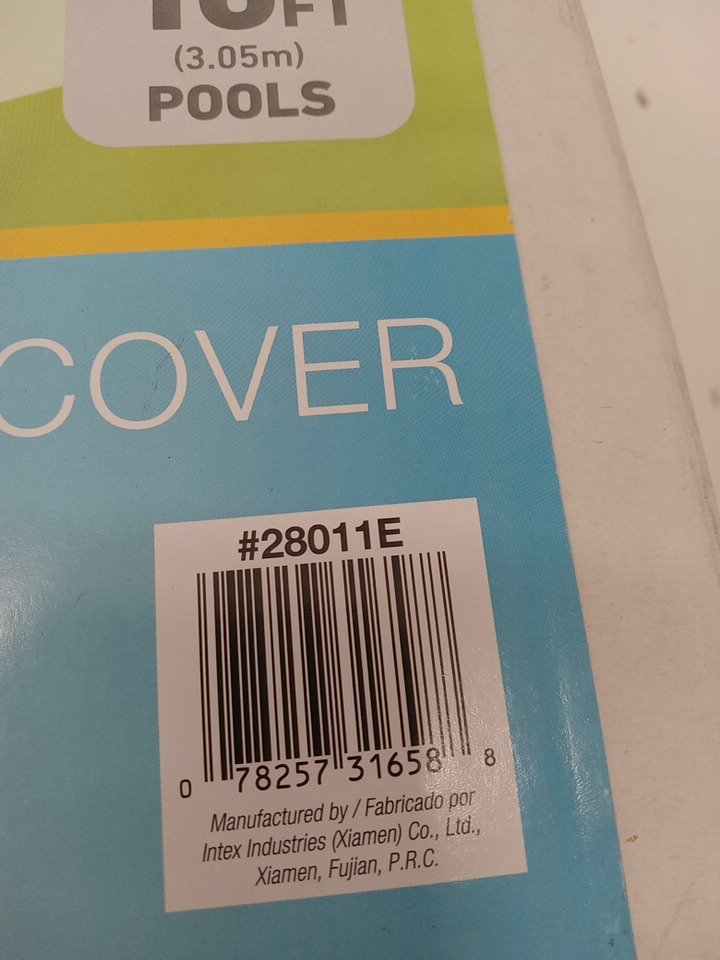 10FT
(3.05m)
POOLS
COVER
#28011E
0 78257 31658 8
Manufactured by / Fabricado por
Intex Industries (Xiamen) Co., Ltd.,
Xiamen, Fujian, P.R.C.